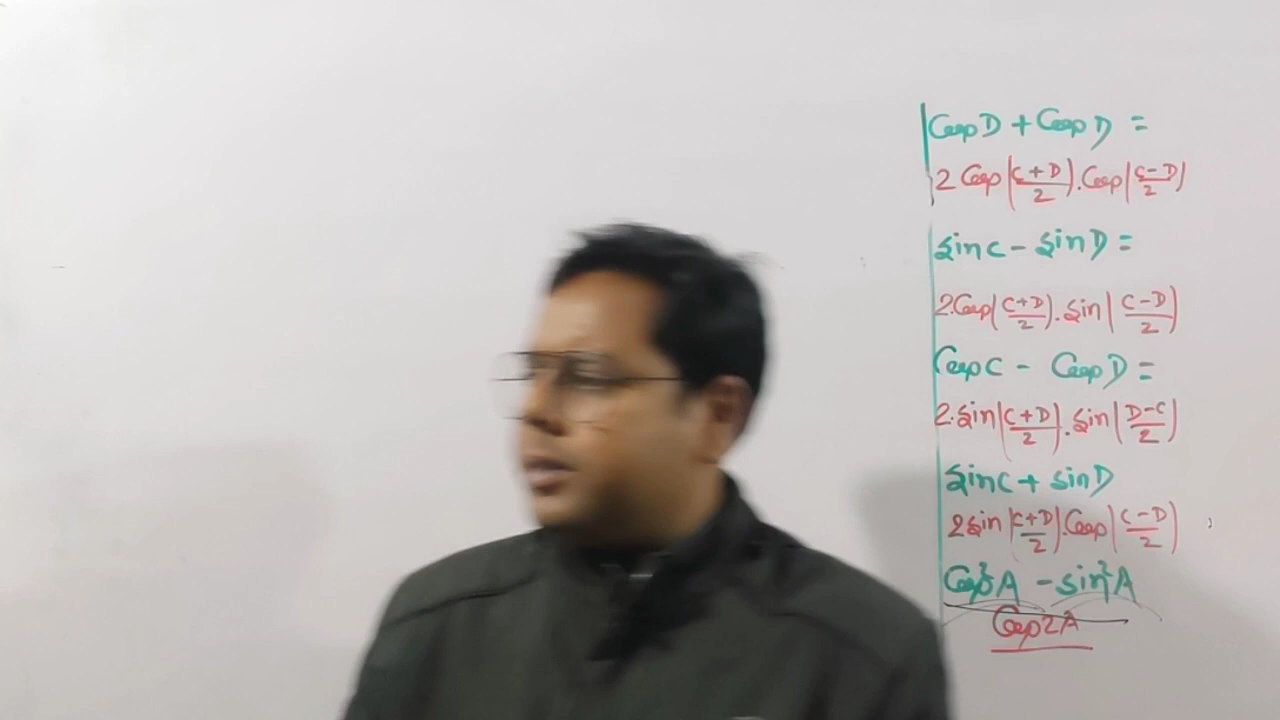 Cos D + Cos D =
2 Cos(C+D/2).Cos(C-D/2)
sin C - sin D =
2.Cos(C+D/2).sin(C-D/2)
Cos C - Cos D =
2.sin(C+D/2).sin(D-C/2)
sin C + sin D
2 sin(C+D/2).Cos(C-D/2)
Cos²A - sin²A
Cos 2A